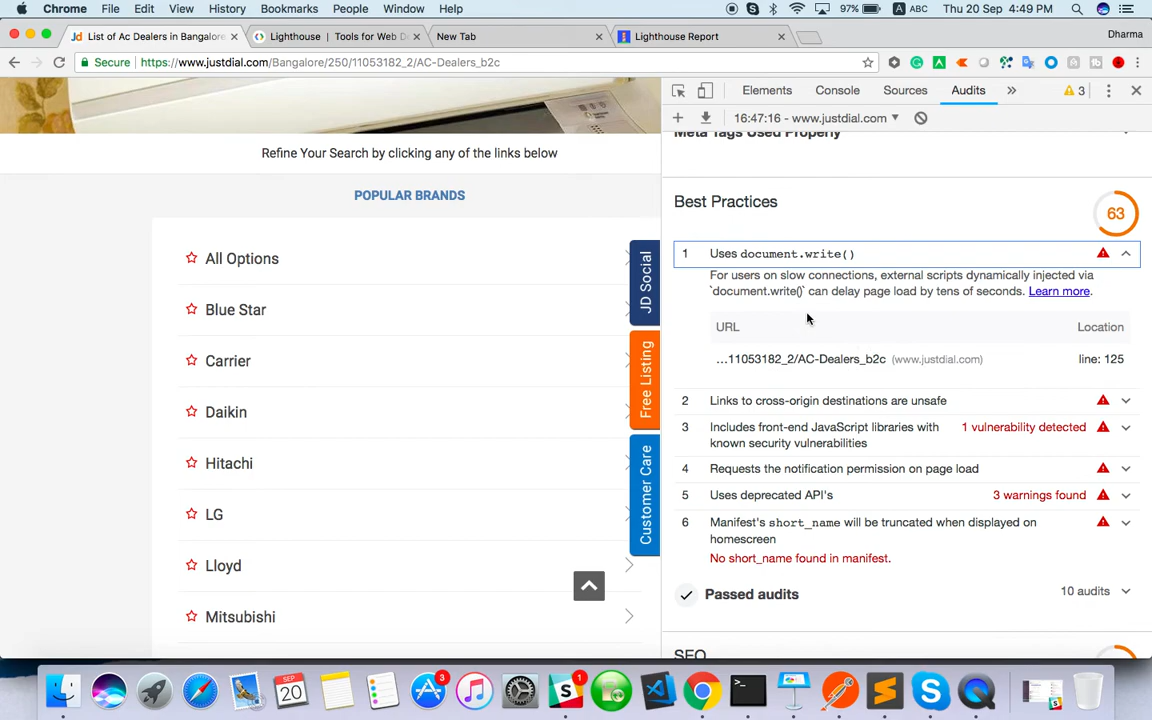 Chrome File Edit View History Bookmarks People Window Help 97% A ABC Thu 20 Sep 4:49 PM
Jd List of Ac Dealers in Bangalore × Lighthouse | Tools for Web De × New Tab × Lighthouse Report × Dharma
Secure https://www.justdial.com/Bangalore/250/11053182_2/AC-Dealers_b2c
Refine Your Search by clicking any of the links below
POPULAR BRANDS
All Options
Blue Star
Carrier
Daikin
Hitachi
LG
Lloyd
Mitsubishi
JD Social
Free Listing
Customer Care
Elements Console Sources Audits » 3
16:47:16 - www.justdial.com
Meta Tags Used Properly
Best Practices 63
1 Uses document.write()
For users on slow connections, external scripts dynamically injected via
`document.write()` can delay page load by tens of seconds. Learn more.
URL Location
…11053182_2/AC-Dealers_b2c (www.justdial.com) line: 125
2 Links to cross-origin destinations are unsafe
3 Includes front-end JavaScript libraries with 1 vulnerability detected
known security vulnerabilities
4 Requests the notification permission on page load
5 Uses deprecated API's 3 warnings found
6 Manifest's short_name will be truncated when displayed on
homescreen
No short_name found in manifest.
Passed audits 10 audits
SEO
SEP
20
3
1